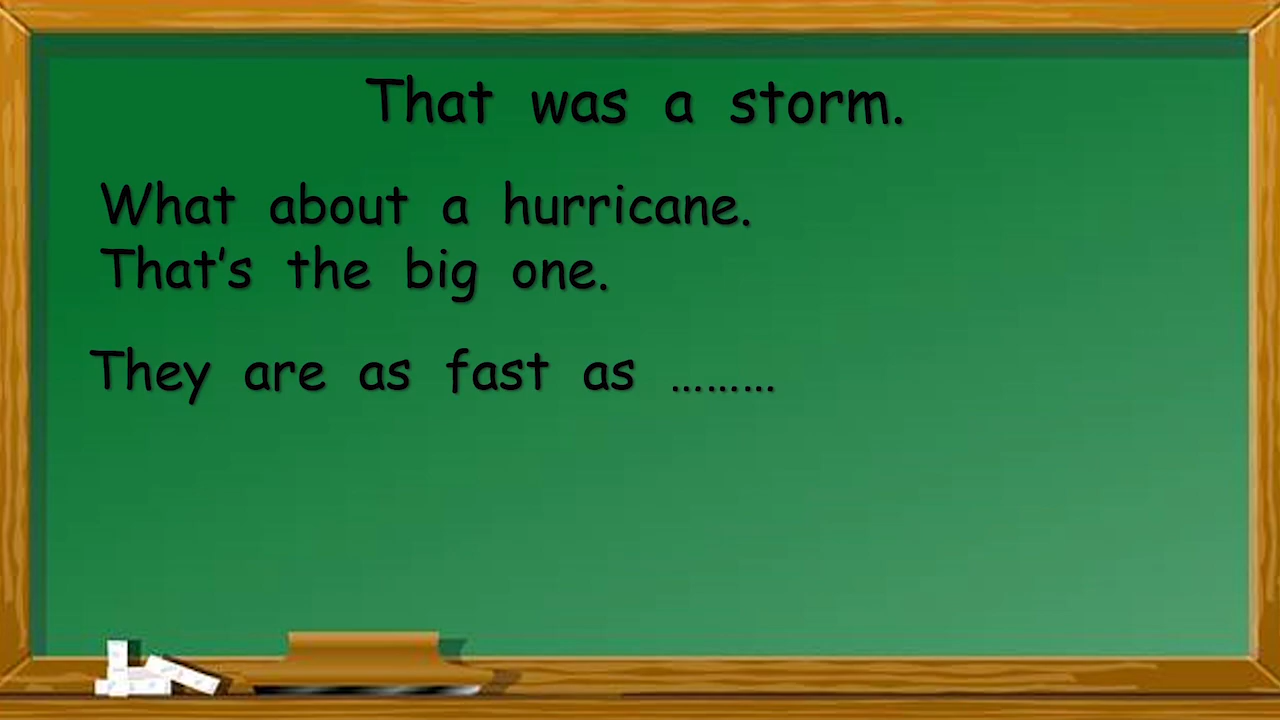 That was a storm.
What about a hurricane.
That’s the big one.
They are as fast as ………